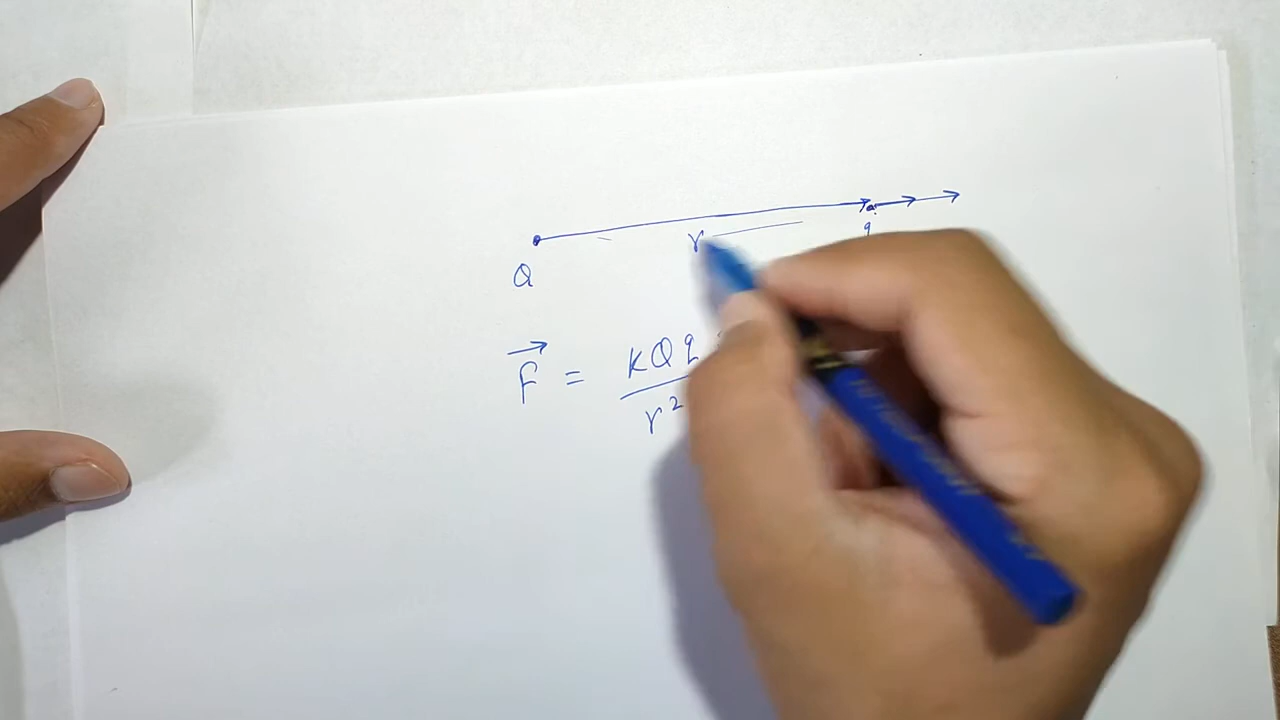 r
q
Q
F = kQq
r²